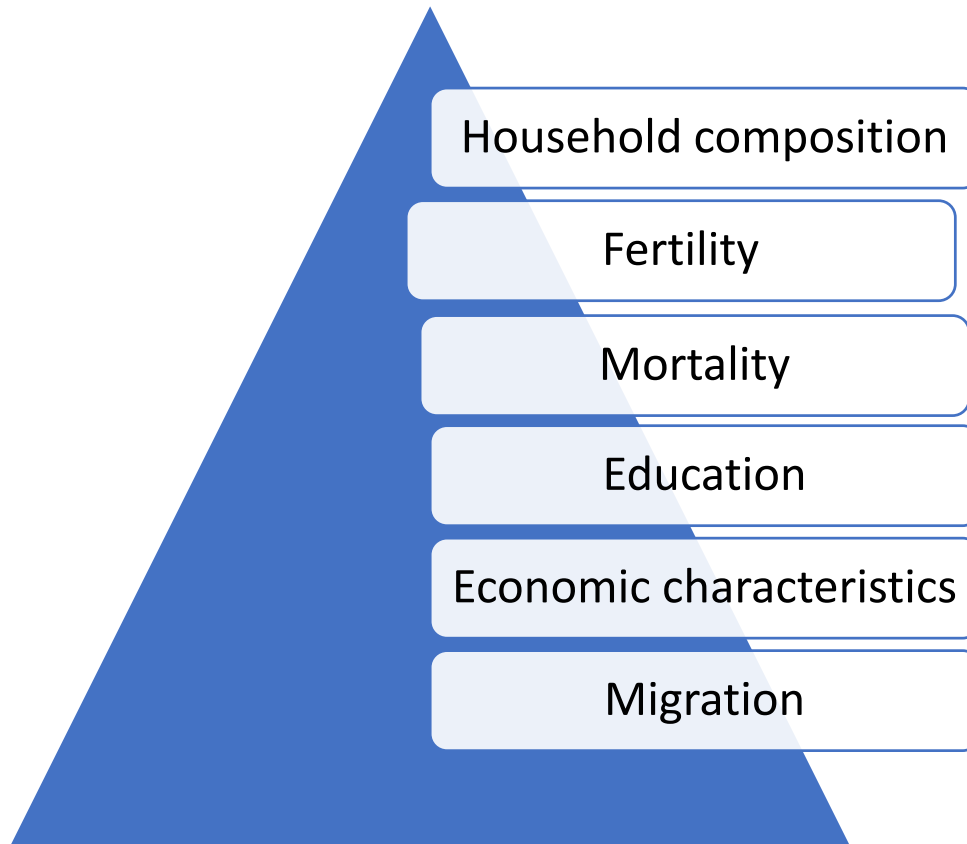 Household composition
Fertility
Mortality
Education
Economic characteristics
Migration